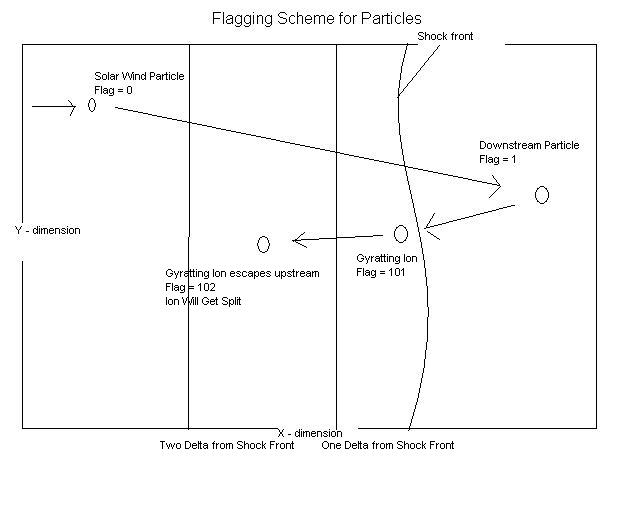 Flagging Scheme for Particles
Shock front
Solar Wind Particle
Flag = 0
Downstream Particle
Flag = 1
Y - dimension
Gyratting Ion
Flag = 101
Gyratting Ion escapes upstream
Flag = 102
Ion Will Get Split
X - dimension
Two Delta from Shock Front
One Delta from Shock Front